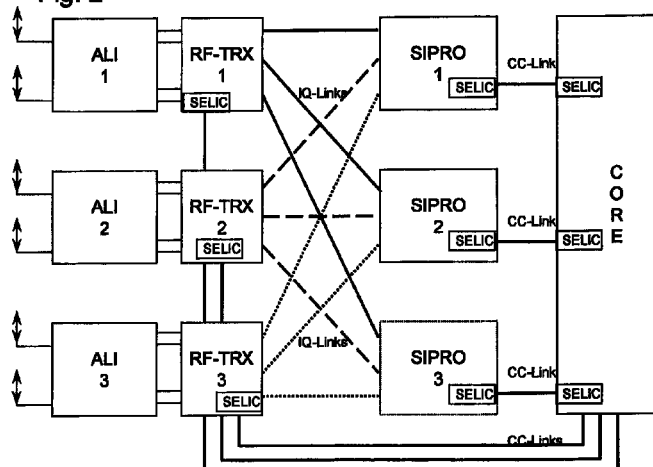 Fig. 2
ALI
1
RF-TRX
1
SELIC
IQ-Links
SIPRO
1
SELIC
CC-Link
SELIC
ALI
2
RF-TRX
2
SELIC
SIPRO
2
SELIC
CC-Link
SELIC
CORE
ALI
3
RF-TRX
3
SELIC
IQ-Links
SIPRO
3
SELIC
CC-Link
SELIC
CC-Links